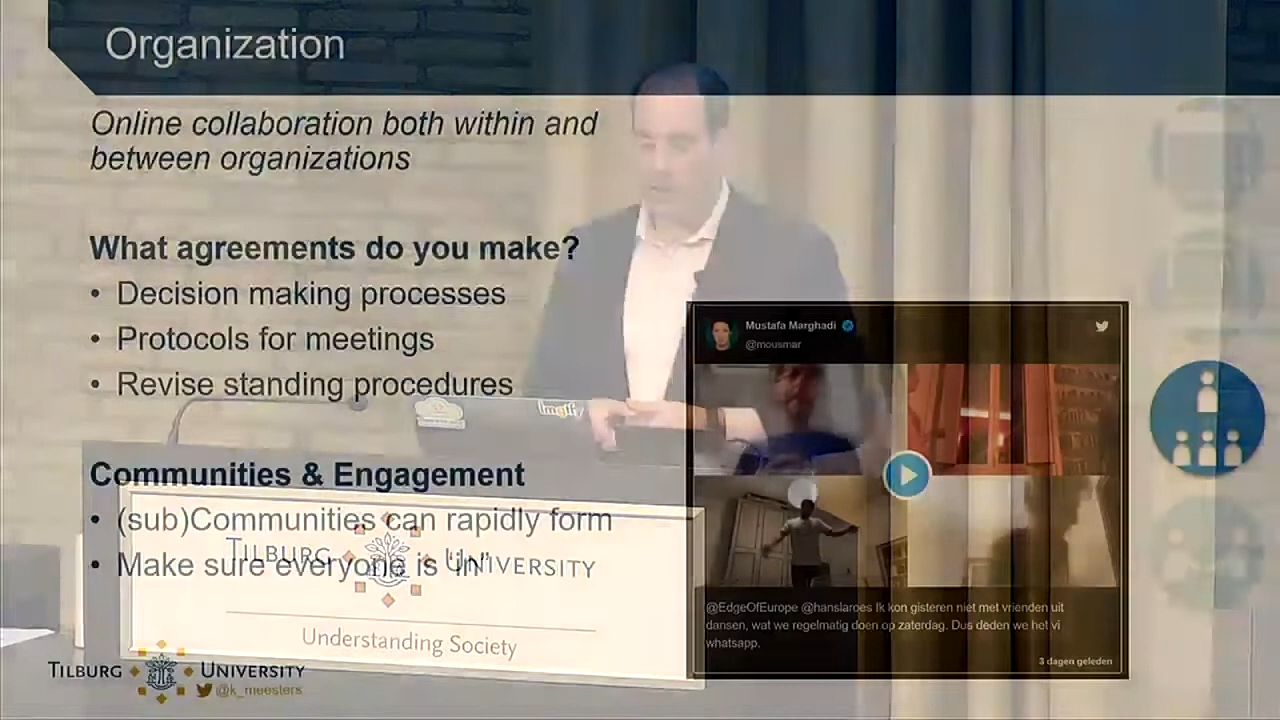 Organization
Online collaboration both within and
between organizations
What agreements do you make?
• Decision making processes
• Protocols for meetings
• Revise standing procedures
Communities & Engagement
• (sub)Communities can rapidly form
• Make sure everyone is "in"
imgflip
TILBURG UNIVERSITY
Understanding Society
TILBURG UNIVERSITY
@k_meesters
Mustafa Marghadi
@mousmar
@EdgeOfEurope @hanslaroes Ik kon gisteren niet met vrienden uit
dansen, wat we regelmatig doen op zaterdag. Dus deden we het vi
whatsapp.
3 dagen geleden